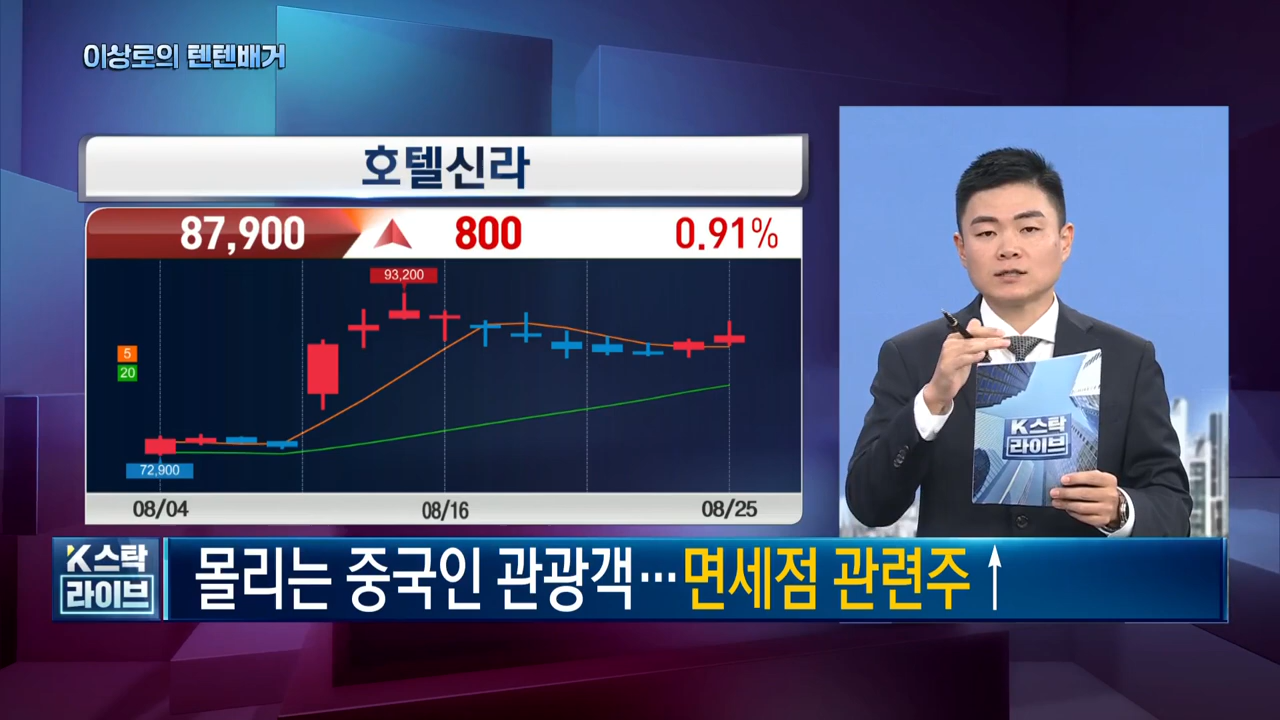 이상로의 텐텐배거
호텔신라
87,900 ▲ 800 0.91%
93,200
5
20
72,900
08/04 08/16 08/25
K스탁
라이브
K스탁
라이브
몰리는 중국인 관광객…면세점 관련주↑